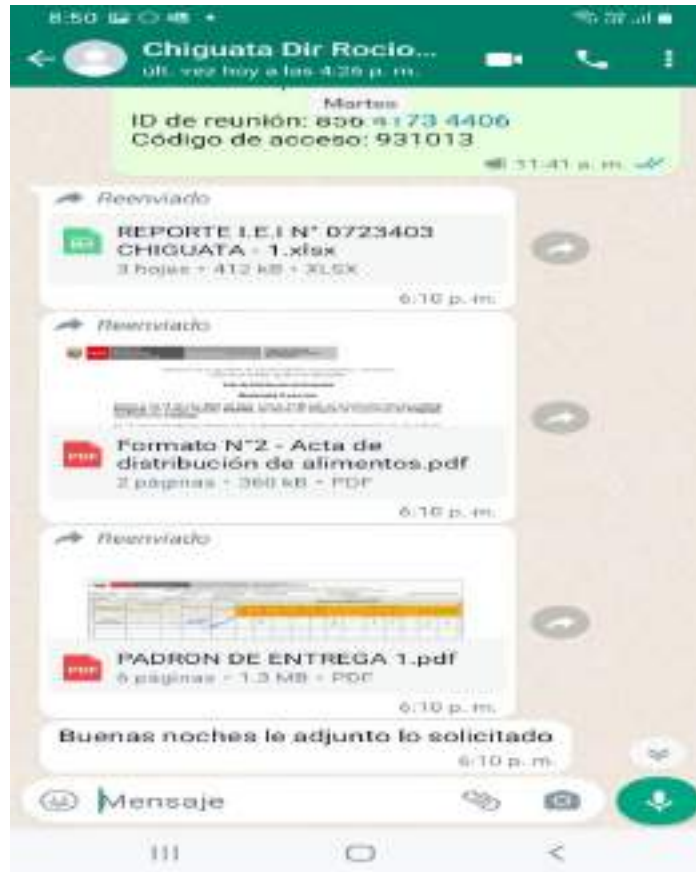 8:50
Chiguata Dir Rocio...
últ. vez hoy a las 4:26 p. m.
Martes
ID de reunión: 856 4173 4406
Código de acceso: 931013
11:41 a. m.
Reenviado
REPORTE I.E.I N° 0723403
CHIGUATA - 1.xlsx
3 hojas • 412 kB • XLSX
6:10 p. m.
Reenviado
PDF
Formato N°2 - Acta de
distribución de alimentos.pdf
2 páginas • 360 kB • PDF
6:10 p. m.
Reenviado
PDF
PADRON DE ENTREGA 1.pdf
6 páginas • 1.3 MB • PDF
6:10 p. m.
Buenas noches le adjunto lo solicitado
6:10 p. m.
Mensaje